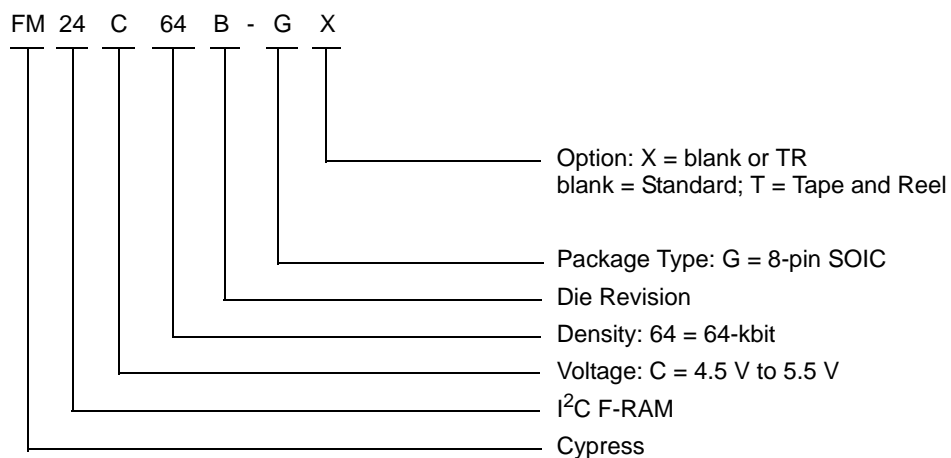 FM 24 C 64 B - G X
Option: X = blank or TR
blank = Standard; T = Tape and Reel
Package Type: G = 8-pin SOIC
Die Revision
Density: 64 = 64-kbit
Voltage: C = 4.5 V to 5.5 V
I²C F-RAM
Cypress